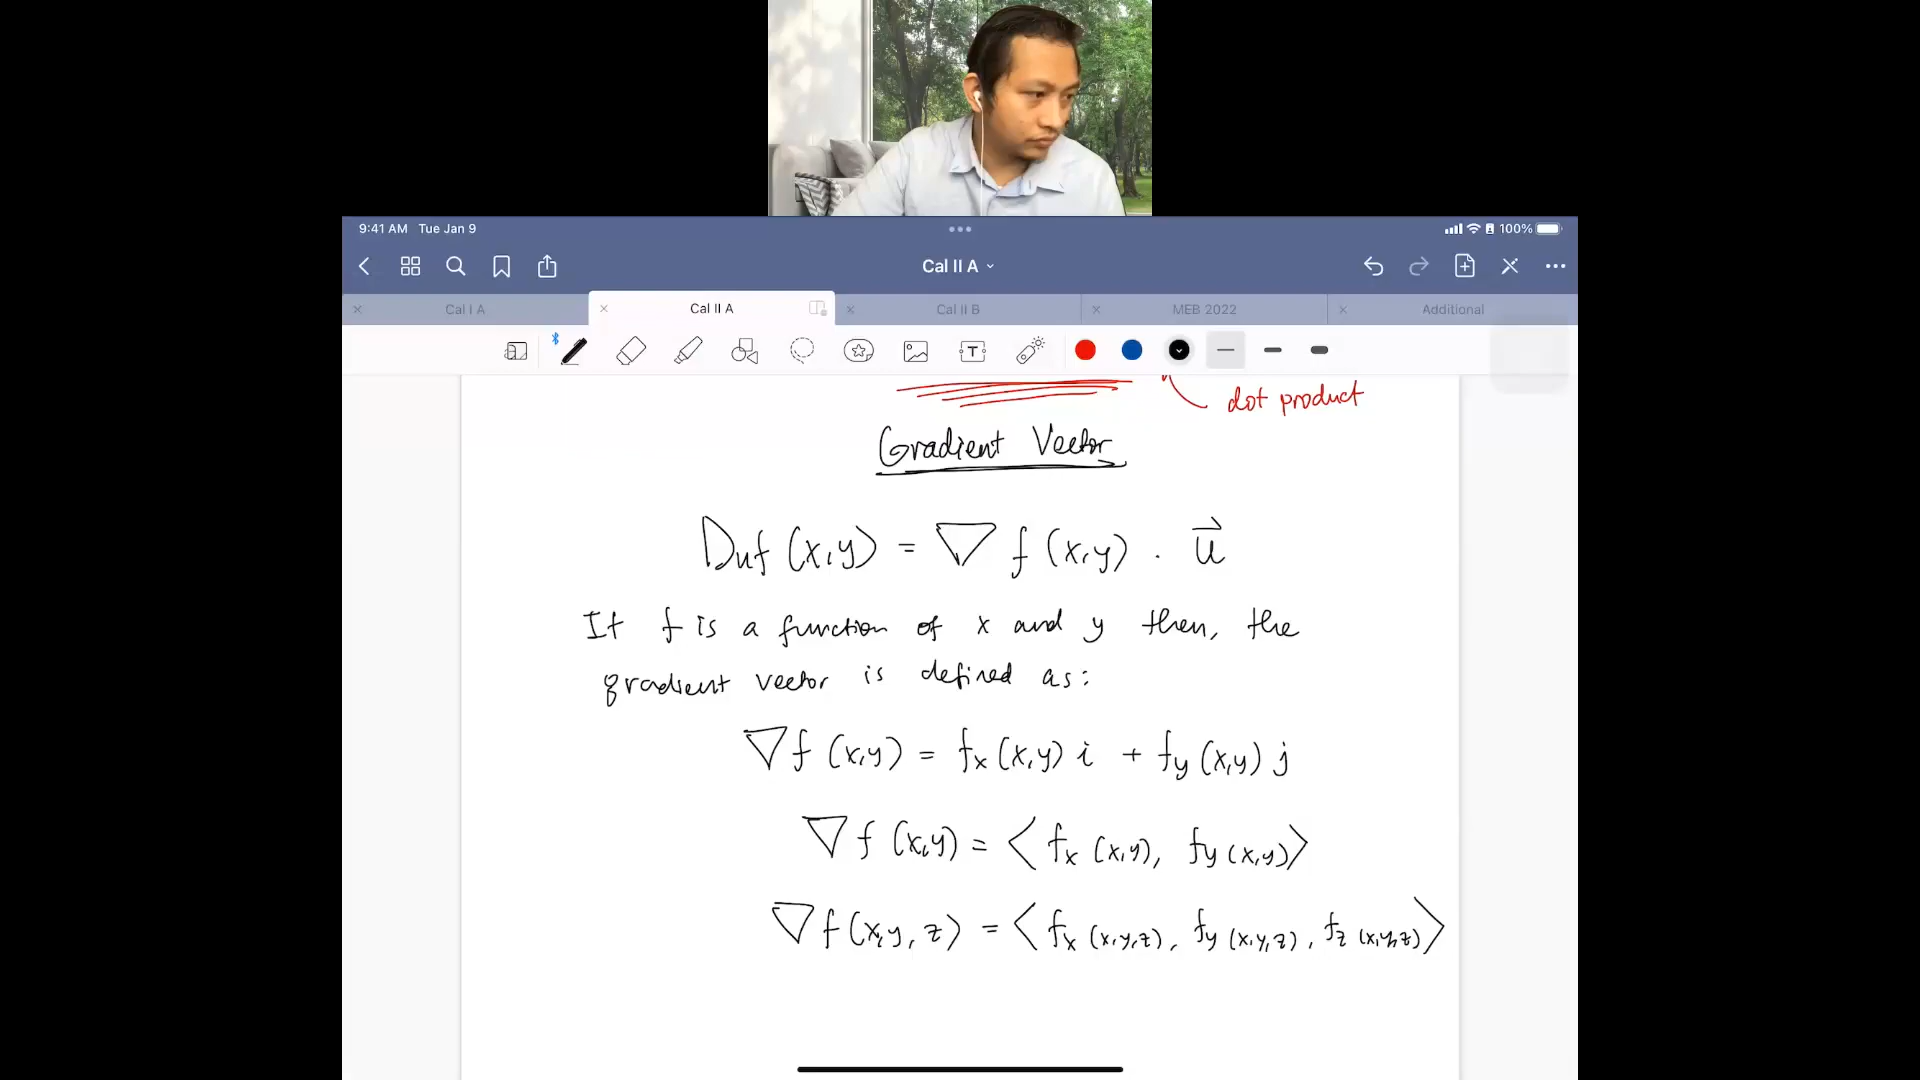 9:41 AM Tue Jan 9
100%
Cal II A
Cal I A
Cal II A
Cal II B
MEB 2022
Additional
T
dot product
Gradient Vector
Duf (x,y) = ∇ f (x,y) · u⃗
If f is a function of x and y then, the
gradient vector is defined as:
∇f (x,y) = fx (x,y) i + fy (x,y) j
∇f (x,y) = ⟨fx (x,y), fy (x,y)⟩
∇f(x,y,z) = ⟨fx (x,y,z), fy (x,y,z), fz (x,y,z)⟩